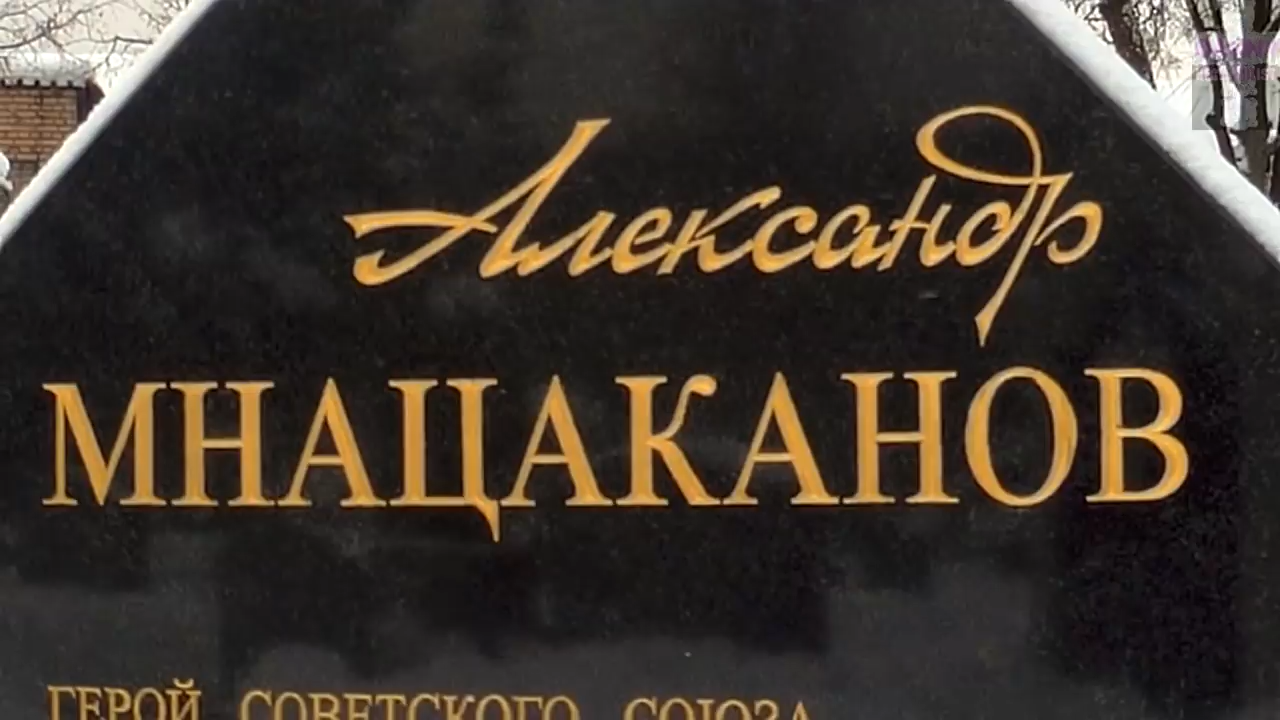 Александр
МНАЦАКАНОВ
ГЕРОЙ СОВЕТСКОГО СОЮЗА